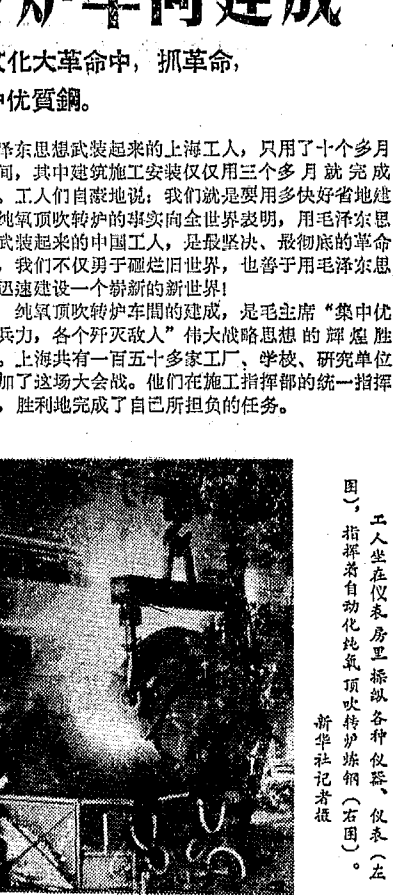 炉车间建成
文化大革命中，抓革命，
中优質鋼。
泽东思想武装起来的上海工人，只用了十个多月
间，其中建筑施工安装仅仅用三个多月就完成
。工人们自豪地说：我们就是要用多快好省地建
纯氧顶吹转炉的事实向全世界表明，用毛泽东思
武装起来的中国工人，是最坚决、最彻底的革命
，我们不仅勇于砸烂旧世界，也善于用毛泽东思
迅速建设一个崭新的新世界！
纯氧顶吹转炉车間的建成，是毛主席“集中优
兵力，各个歼灭敌人”伟大战略思想的辉煌胜
。上海共有一百五十多家工厂、学校、研究单位
加了这场大会战。他们在施工指挥部的统一指挥
，胜利地完成了自己所担负的任务。
工人坐在仪表房里操纵各种仪器、仪表（左
图），指挥着自动化纯氧顶吹转炉炼钢（右图）。
新华社记者摄